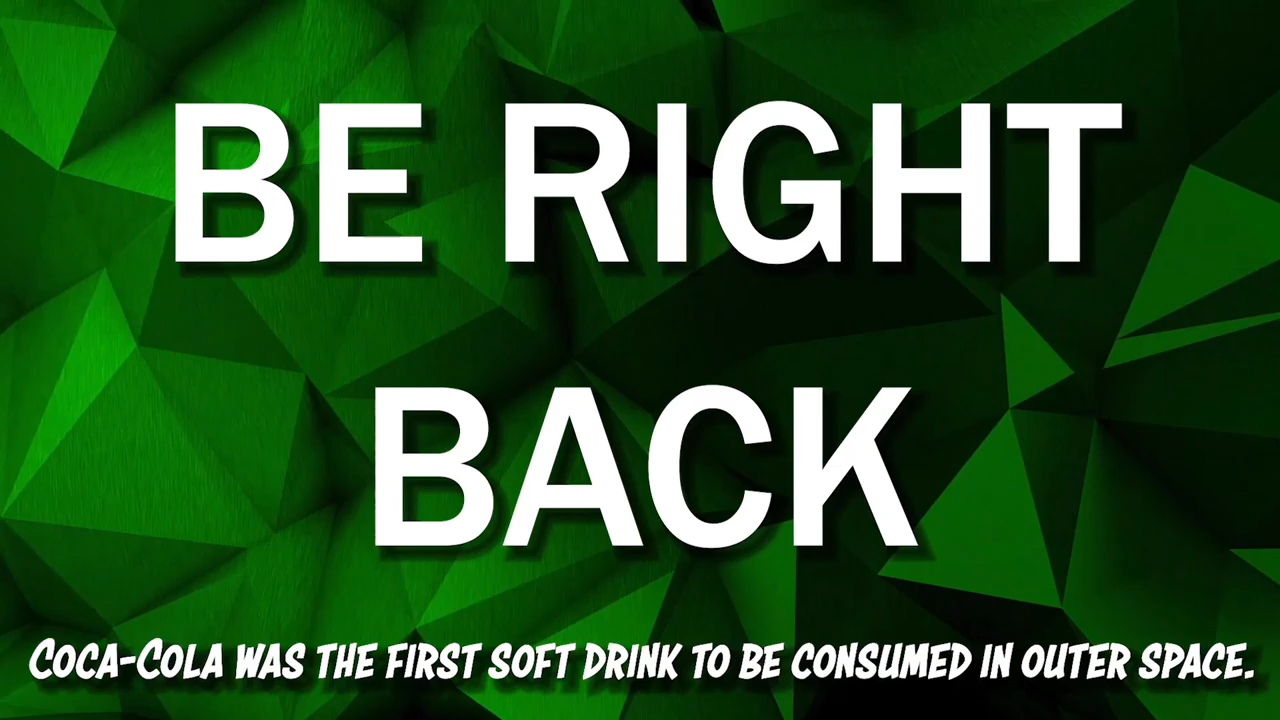 BE RIGHT
BACK
Coca-Cola was the first soft drink to be consumed in outer space.